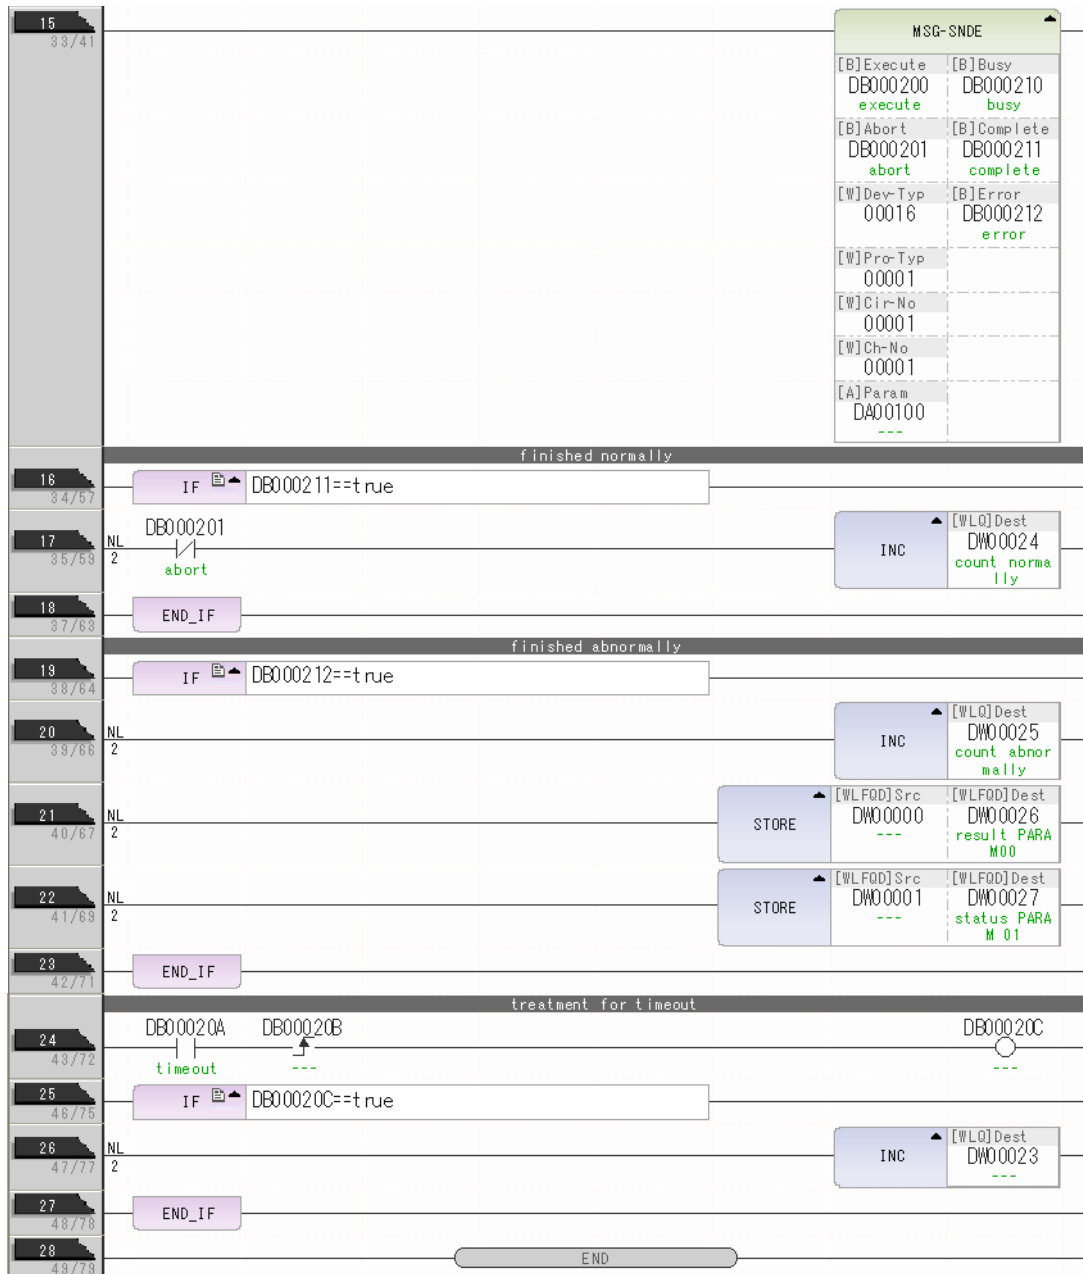 15
33/41
MSG-SNDE
[B]Execute [B]Busy
DB000200 DB000210
execute busy
[B]Abort [B]Complete
DB000201 DB000211
abort complete
[W]Dev-Typ [B]Error
00016 DB000212
error
[W]Pro-Typ
00001
[W]Cir-No
00001
[W]Ch-No
00001
[A]Param
DA00100
---
finished normally
16
34/57
IF DB000211==true
17
35/59
NL
2
DB000201
abort
INC
[WLQ]Dest
DW00024
count norma
lly
18
37/63
END_IF
finished abnormally
19
38/64
IF DB000212==true
20
39/66
NL
2
INC
[WLQ]Dest
DW00025
count abnor
mally
21
40/67
NL
2
STORE
[WLFQD]Src [WLFQD]Dest
DW00000 DW00026
--- result PARA
M00
22
41/69
NL
2
STORE
[WLFQD]Src [WLFQD]Dest
DW00001 DW00027
--- status PARA
M 01
23
42/71
END_IF
treatment for timeout
24
43/72
DB00020A DB00020B DB00020C
timeout --- ---
25
46/75
IF DB00020C==true
26
47/77
NL
2
INC
[WLQ]Dest
DW00023
---
27
48/78
END_IF
28
49/79
END